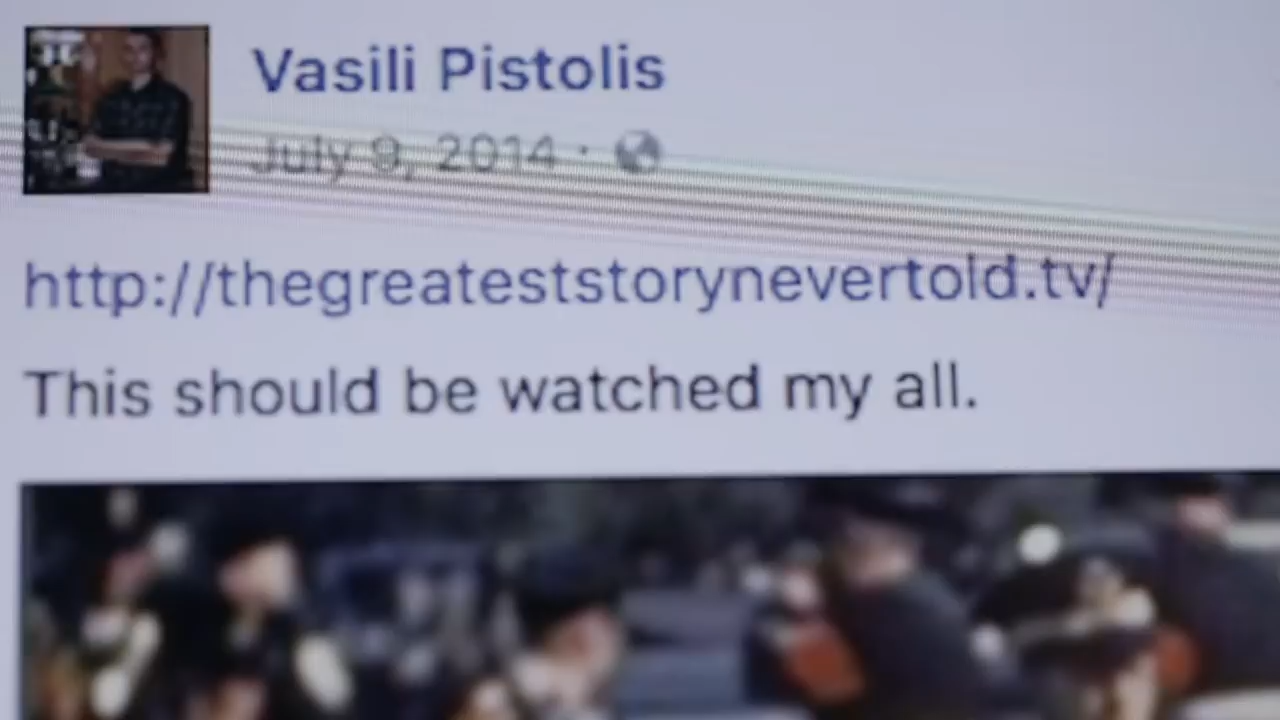 Vasili Pistolis
July 9, 2014 ·
http://thegreateststorynevertold.tv/
This should be watched my all.